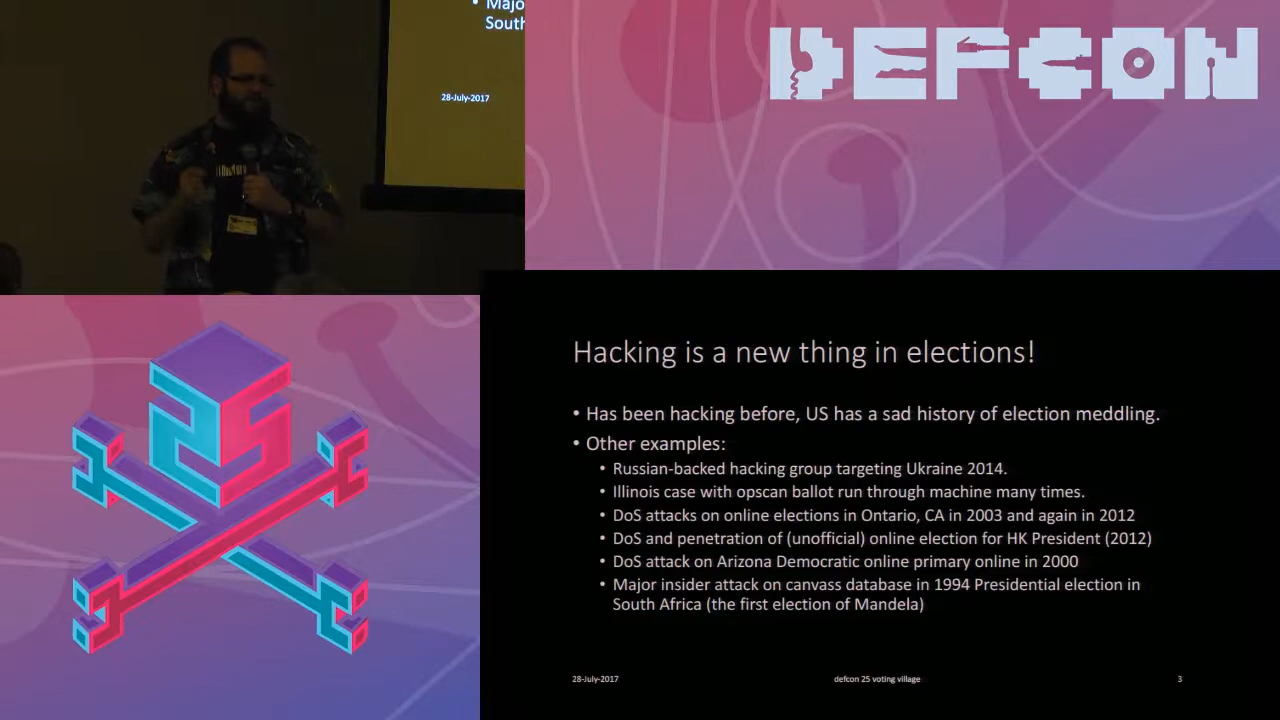 • Majo
South
28-July-2017
DEFCON
25
Hacking is a new thing in elections!
• Has been hacking before, US has a sad history of election meddling.
• Other examples:
• Russian-backed hacking group targeting Ukraine 2014.
• Illinois case with opscan ballot run through machine many times.
• DoS attacks on online elections in Ontario, CA in 2003 and again in 2012
• DoS and penetration of (unofficial) online election for HK President (2012)
• DoS attack on Arizona Democratic online primary online in 2000
• Major insider attack on canvass database in 1994 Presidential election in
South Africa (the first election of Mandela)
28-July-2017
defcon 25 voting village
3